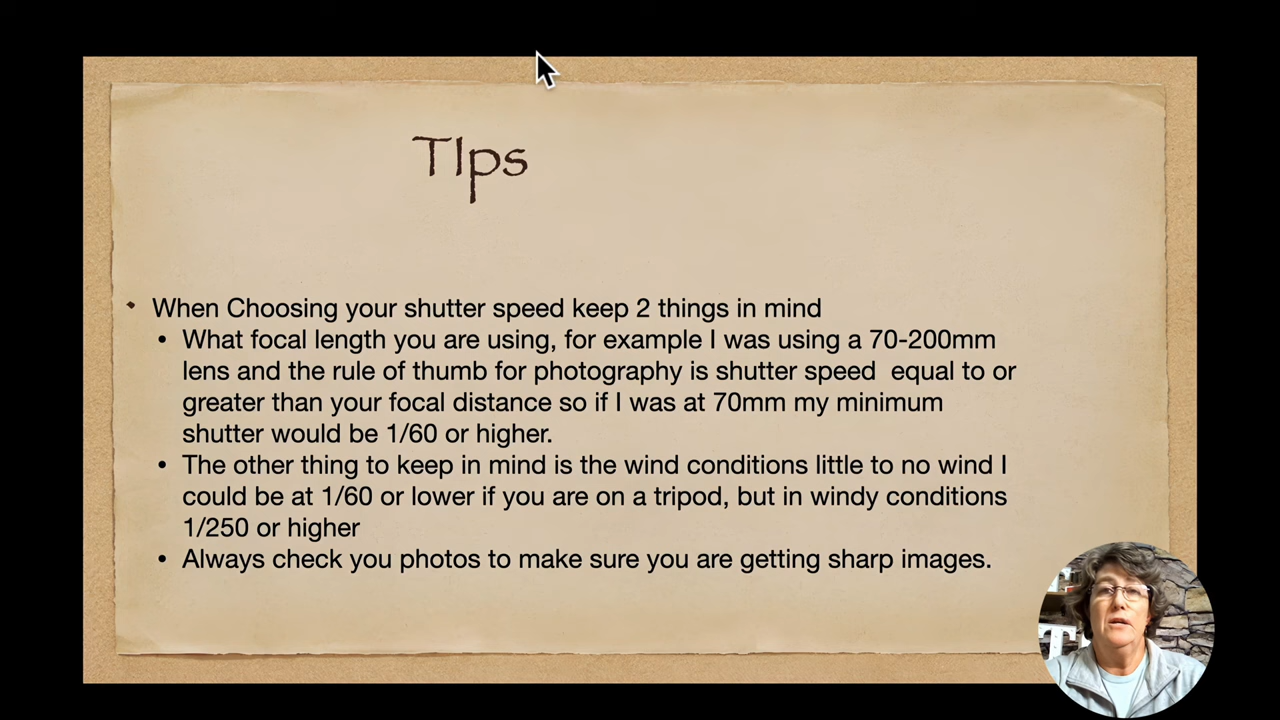 TIps
When Choosing your shutter speed keep 2 things in mind
• What focal length you are using, for example I was using a 70-200mm
lens and the rule of thumb for photography is shutter speed equal to or
greater than your focal distance so if I was at 70mm my minimum
shutter would be 1/60 or higher.
• The other thing to keep in mind is the wind conditions little to no wind I
could be at 1/60 or lower if you are on a tripod, but in windy conditions
1/250 or higher
• Always check you photos to make sure you are getting sharp images.